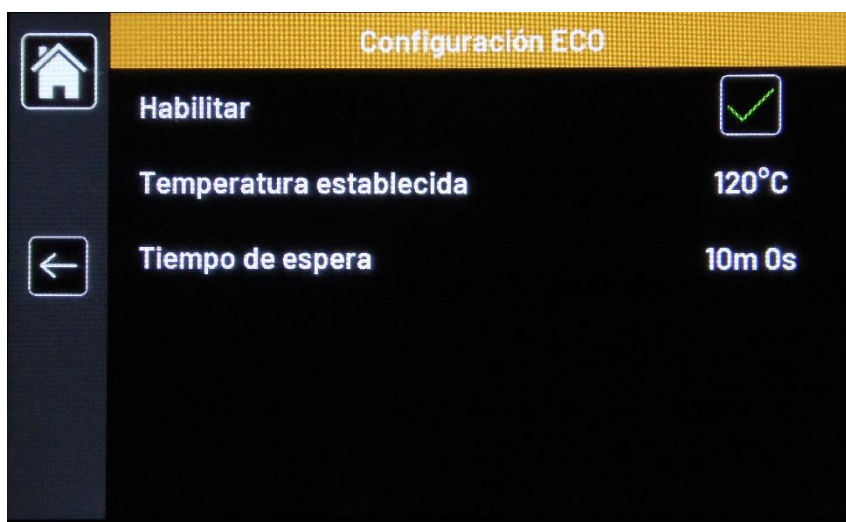 Configuración ECO
Habilitar
Temperatura establecida 120°C
Tiempo de espera 10m 0s